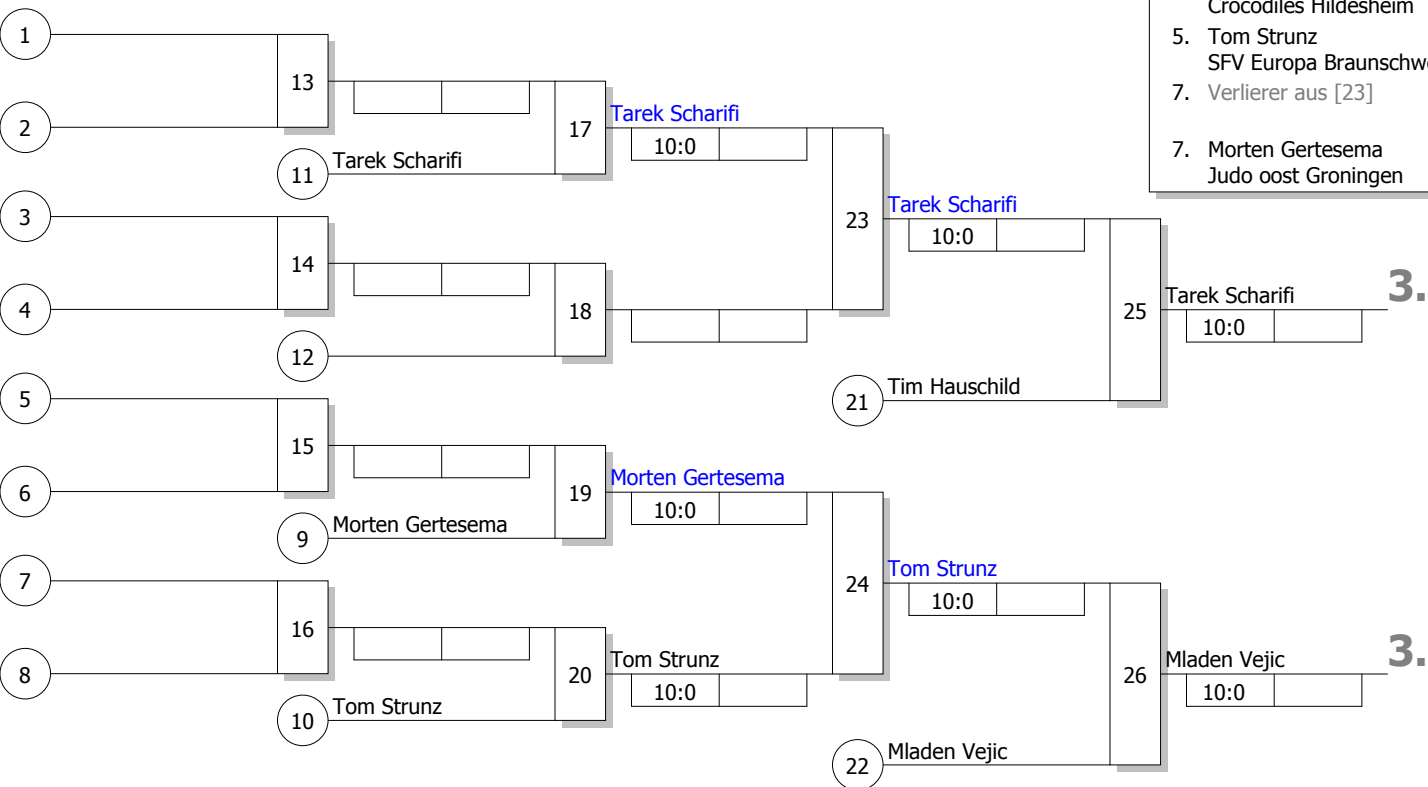 Crocodiles Hildesheim
5. Tom Strunz
SFV Europa
7. Verlierer aus [23]
7. Morten Gertesema
Judo oost Groningen
1
13
2
17
Tarek Scharifi
10:0
11
Tarek Scharifi
3
14
4
18
12
23
Tarek Scharifi
10:0
25
Tarek Scharifi
10:0
3.
21
Tim Hauschild
5
15
6
19
Morten Gertesema
10:0
9
Morten Gertesema
7
16
8
20
Tom Strunz
10:0
10
Tom Strunz
24
Tom Strunz
10:0
26
Mladen Vejic
10:0
3.
22
Mladen Vejic